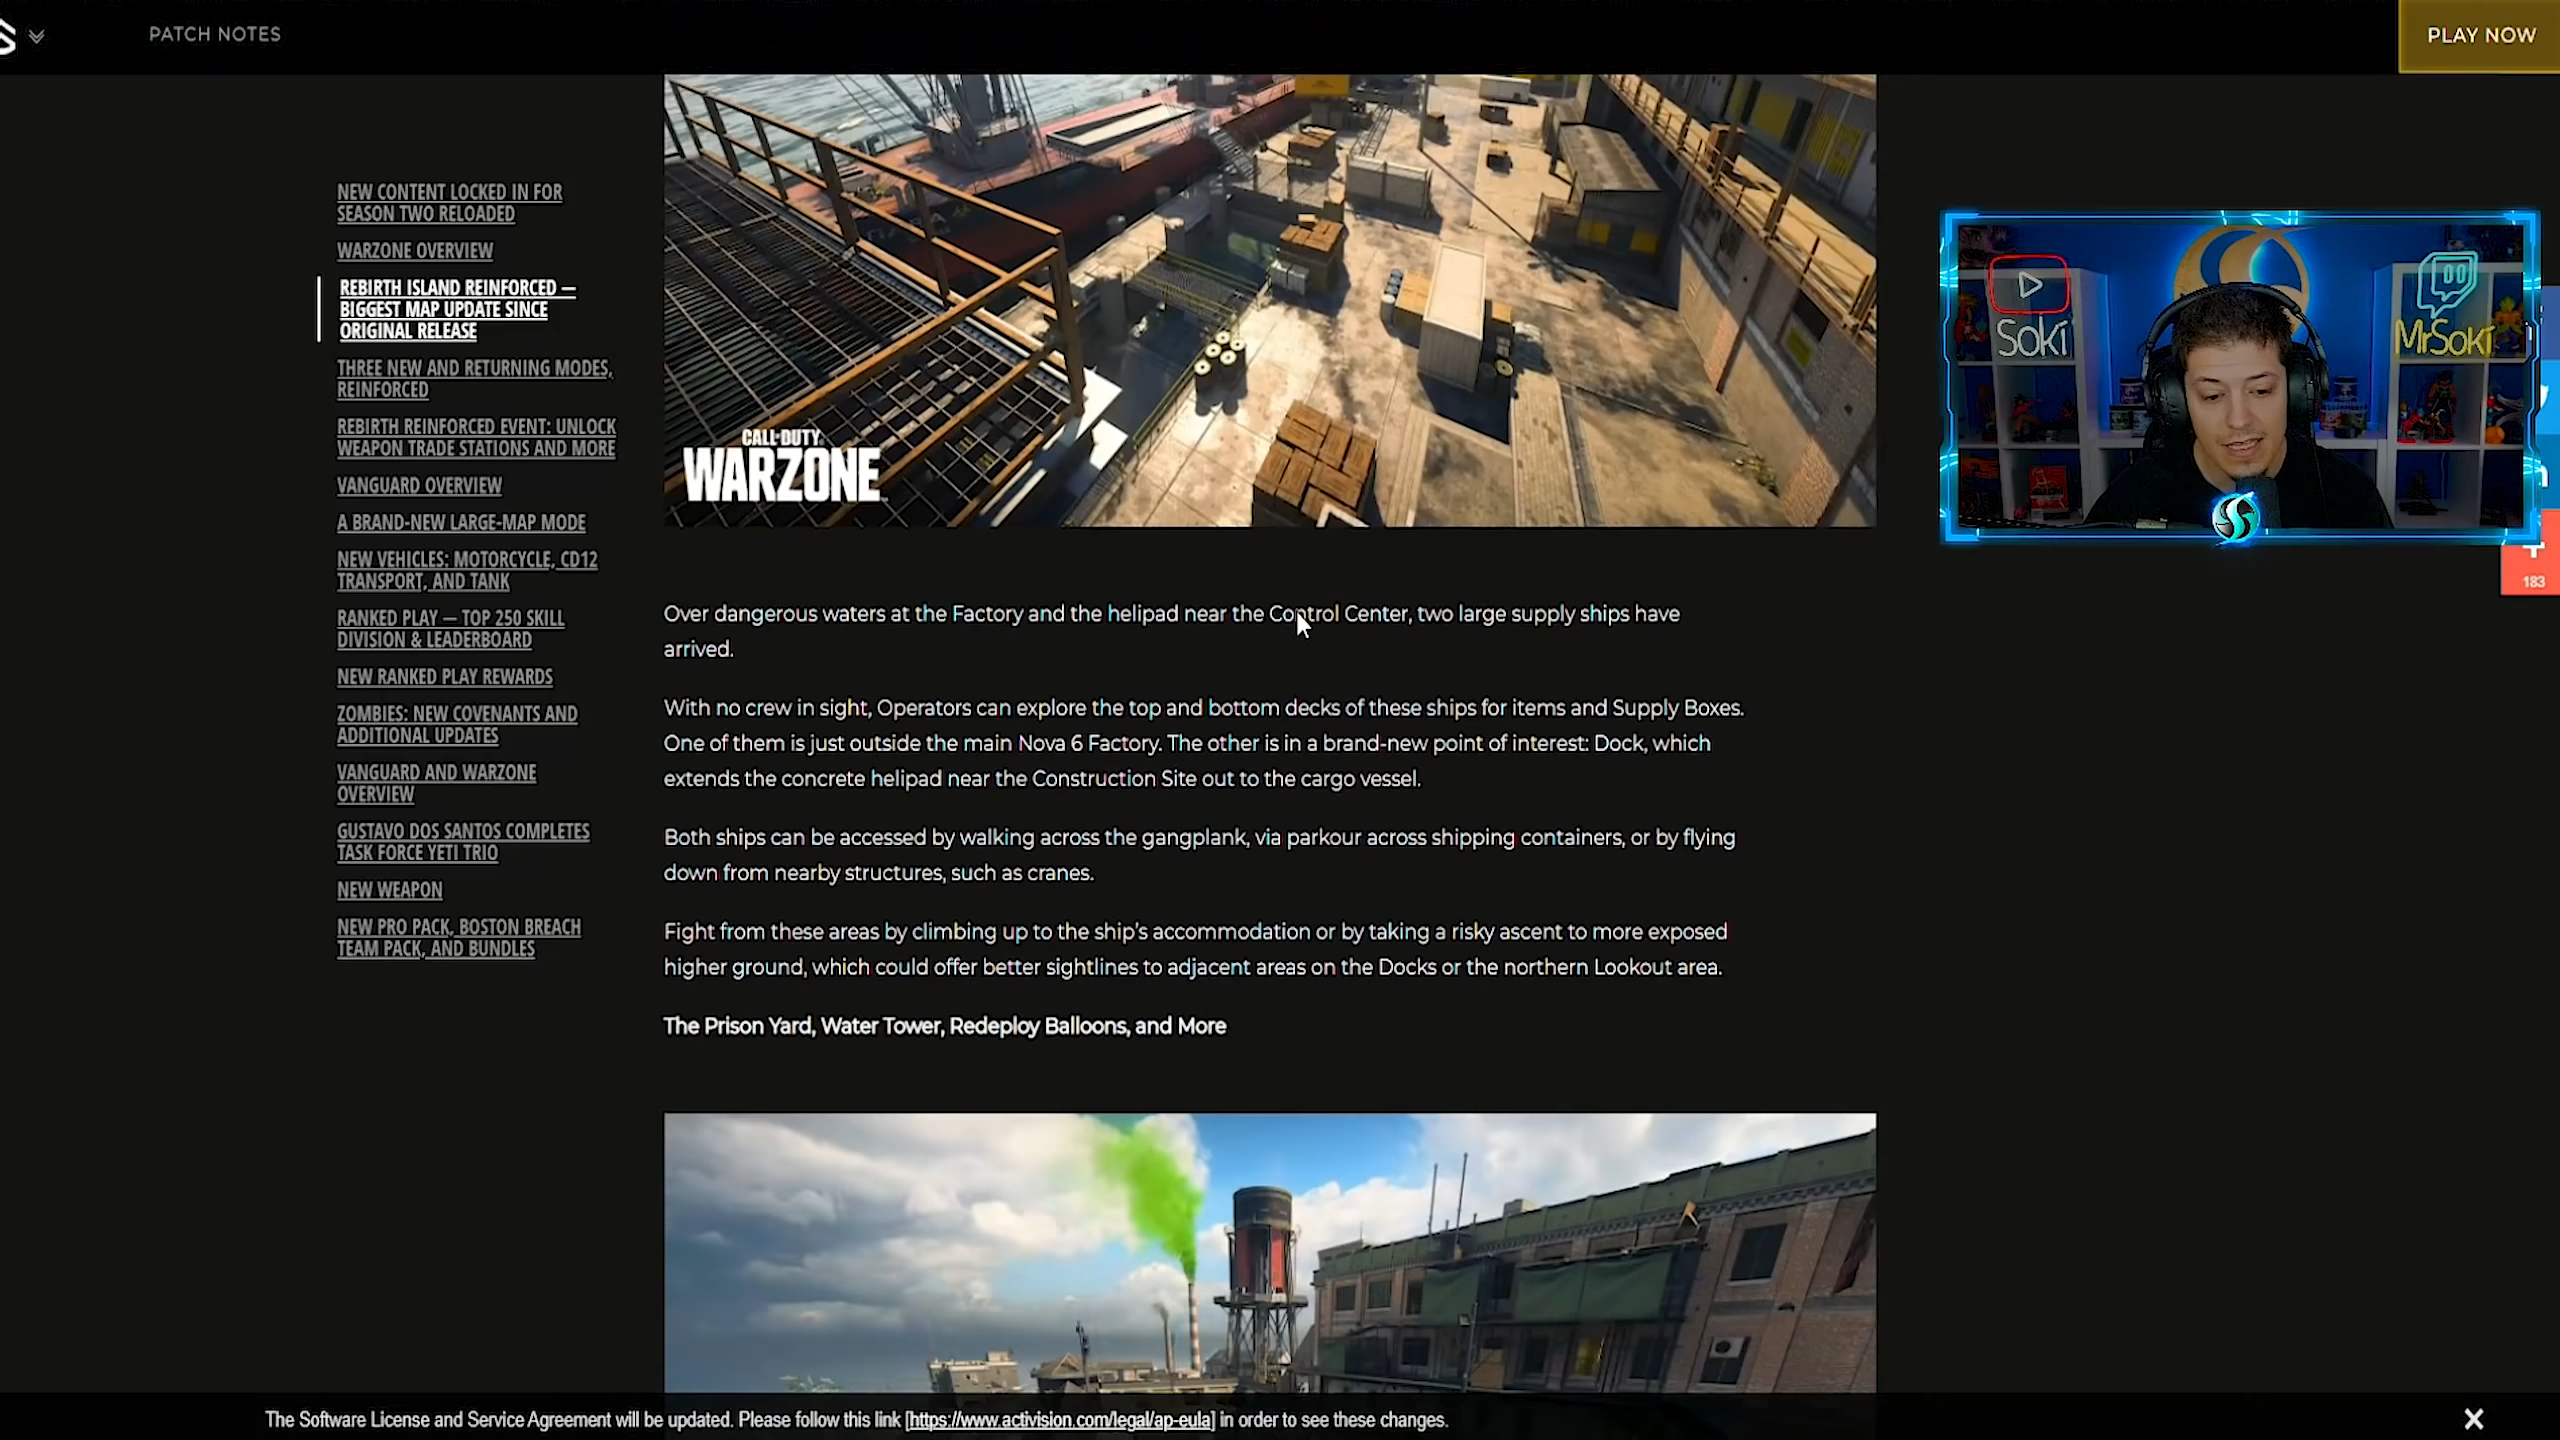 PATCH NOTES
PLAY NOW
NEW CONTENT LOCKED IN FOR
SEASON TWO RELOADED
WARZONE OVERVIEW
REBIRTH ISLAND REINFORCED —
BIGGEST MAP UPDATE SINCE
ORIGINAL RELEASE
THREE NEW AND RETURNING MODES,
REINFORCED
REBIRTH REINFORCED EVENT: UNLOCK
WEAPON TRADE STATIONS AND MORE
VANGUARD OVERVIEW
A BRAND-NEW LARGE-MAP MODE
NEW VEHICLES: MOTORCYCLE, CD12
TRANSPORT, AND TANK
RANKED PLAY — TOP 250 SKILL
DIVISION & LEADERBOARD
NEW RANKED PLAY REWARDS
ZOMBIES: NEW COVENANTS AND
ADDITIONAL UPDATES
VANGUARD AND WARZONE
OVERVIEW
GUSTAVO DOS SANTOS COMPLETES
TASK FORCE YETI TRIO
NEW WEAPON
NEW PRO PACK, BOSTON BREACH
TEAM PACK, AND BUNDLES
CALL·DUTY
WARZONE
Soki
MrSoki
183
Over dangerous waters at the Factory and the helipad near the Control Center, two large supply ships have
arrived.
With no crew in sight, Operators can explore the top and bottom decks of these ships for items and Supply Boxes.
One of them is just outside the main Nova 6 Factory. The other is in a brand-new point of interest: Dock, which
extends the concrete helipad near the Construction Site out to the cargo vessel.
Both ships can be accessed by walking across the gangplank, via parkour across shipping containers, or by flying
down from nearby structures, such as cranes.
Fight from these areas by climbing up to the ship's accommodation or by taking a risky ascent to more exposed
higher ground, which could offer better sightlines to adjacent areas on the Docks or the northern Lookout area.
The Prison Yard, Water Tower, Redeploy Balloons, and More
The Software License and Service Agreement will be updated. Please follow this link [https://www.activision.com/legal/ap-eula] in order to see these changes.